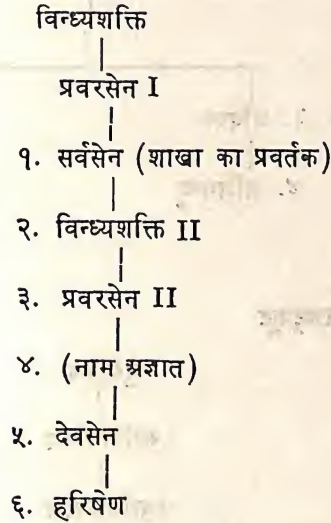 विन्ध्यशक्ति
प्रवरसेन I
१. सर्वसेन (शाखा का प्रवर्तक)
२. विन्ध्यशक्ति II
३. प्रवरसेन II
४. (नाम अज्ञात)
५. देवसेन
६. हरिषेण